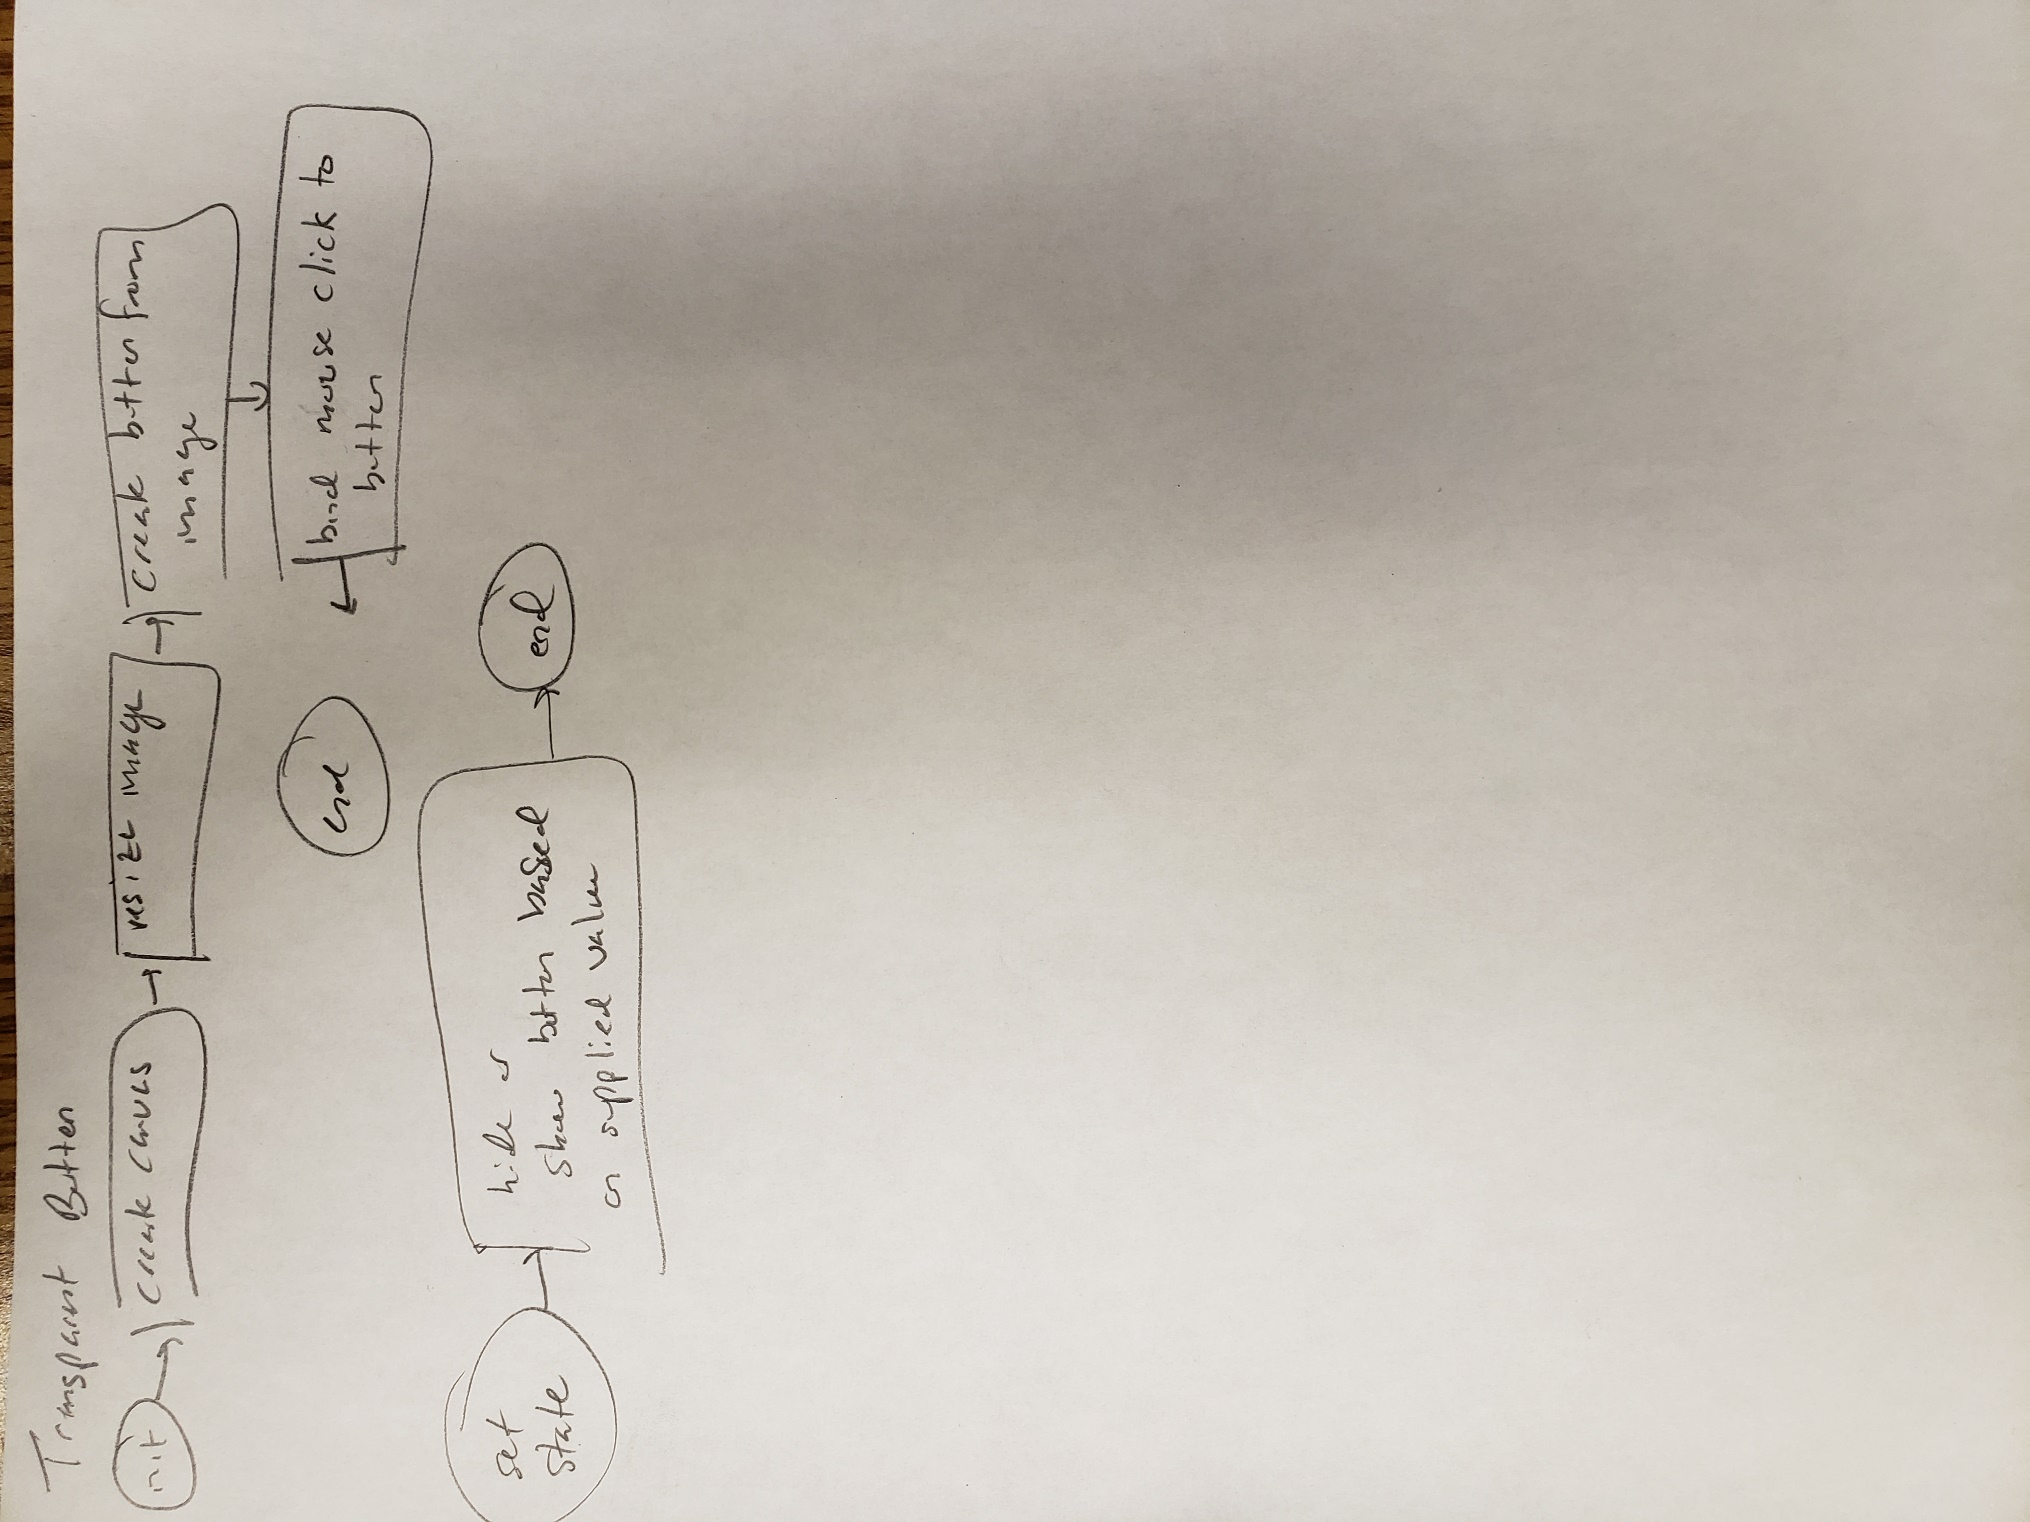 Transparent Button
init
create canvas
resize image
create button from
image
bind mouse click to
button
end
set
state
hide or
show button based
on supplied value
end